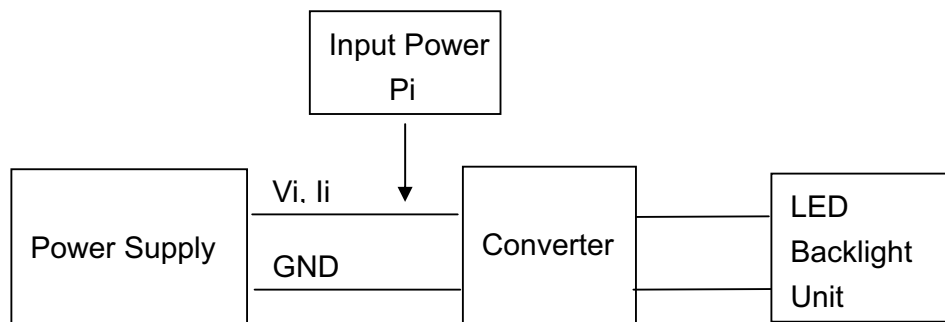 Input Power
Pi
Vi, Ii
Power Supply
GND
Converter
LED
Backlight
Unit